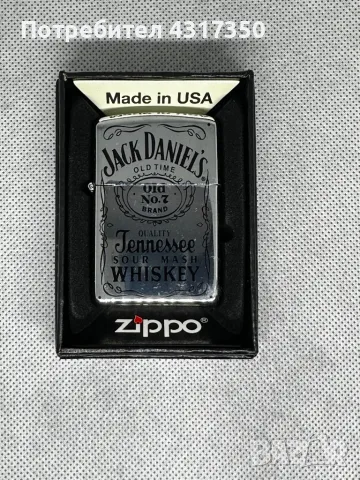 Потребител 4317350
Made in USA
JACK DANIEL'S
OLD TIME
Old
No.7
BRAND
QUALITY
Tennessee
SOUR MASH
WHISKEY
zippo®
BAZAR